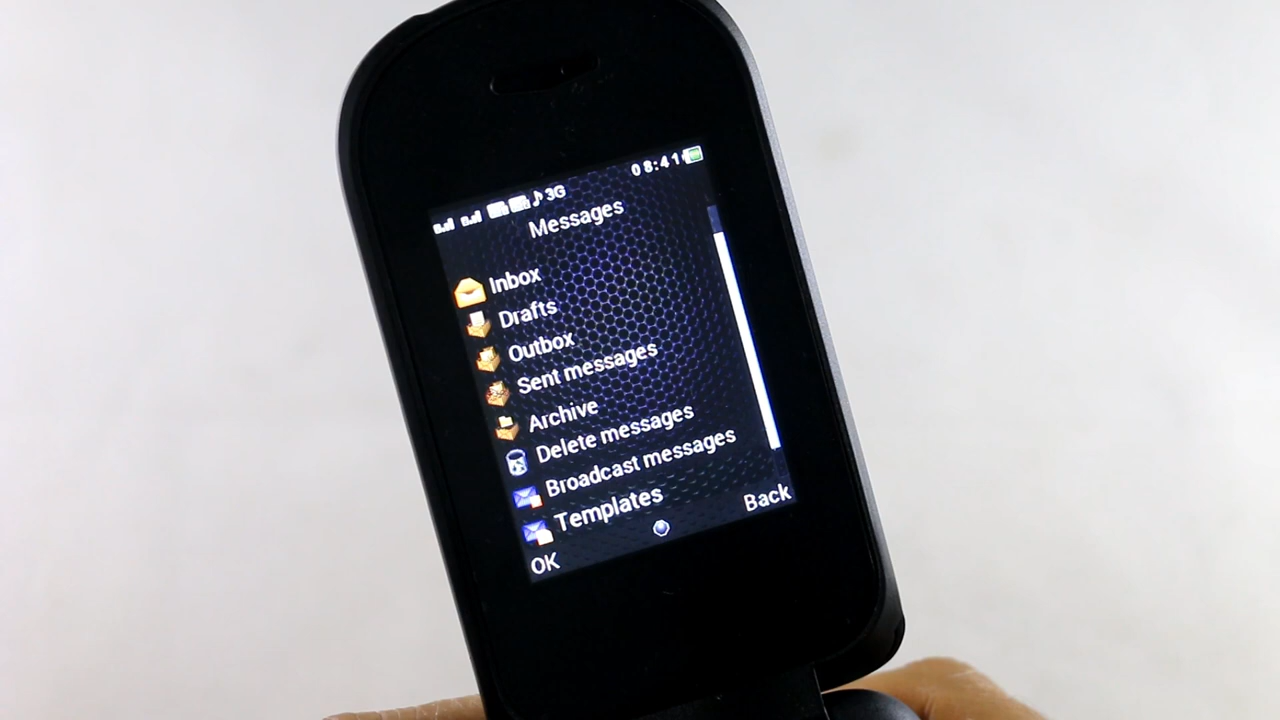 3G 08:41
Messages
Inbox
Drafts
Outbox
Sent messages
Archive
Delete messages
Broadcast messages
Templates
OK Back